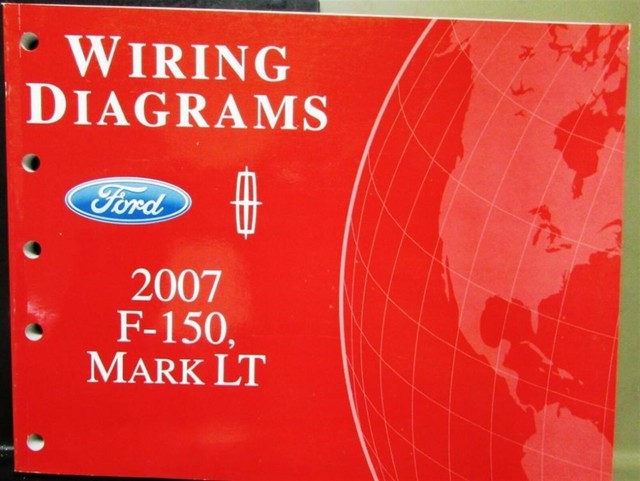 WIRING
DIAGRAMS
Ford
2007
F-150,
MARK LT